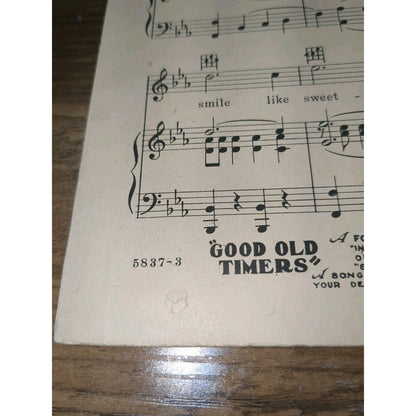 smile like sweet -
5837-3
"GOOD OLD
TIMERS"
A SONG
YOUR DE